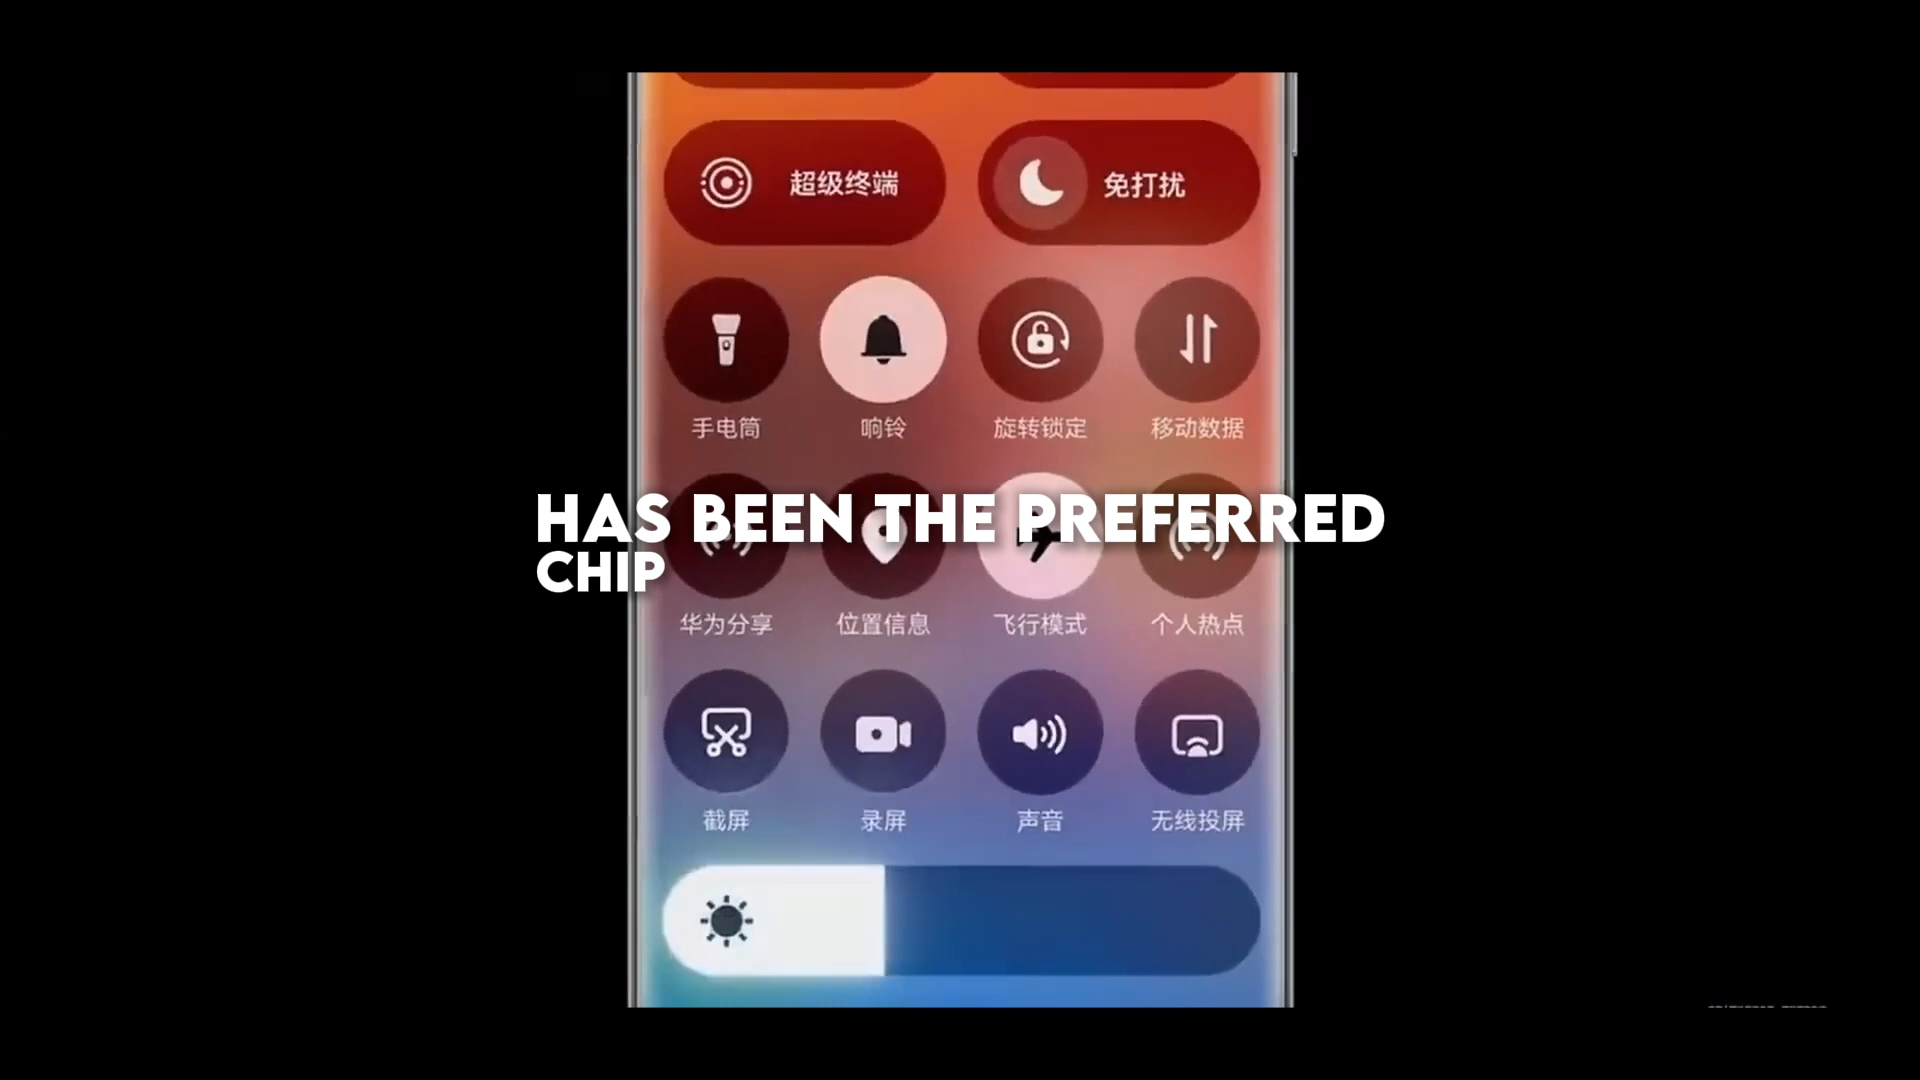 超级终端 免打扰
手电筒 响铃 旋转锁定 移动数据
HAS BEEN THE PREFERRED
CHIP
华为分享 位置信息 飞行模式 个人热点
截屏 录屏 声音 无线投屏